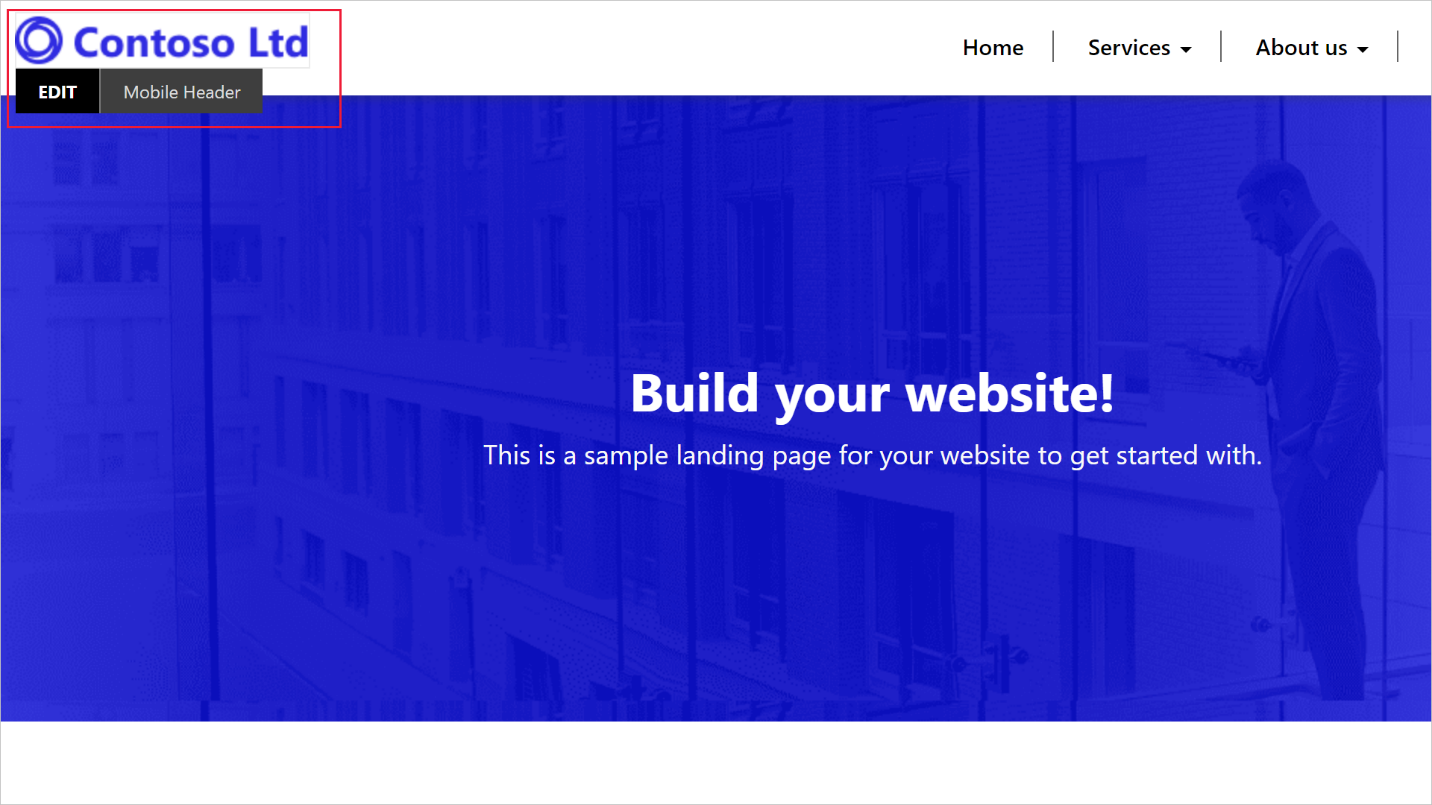 Contoso Ltd
EDIT Mobile Header
Home Services About us
Build your website!
This is a sample landing page for your website to get started with.